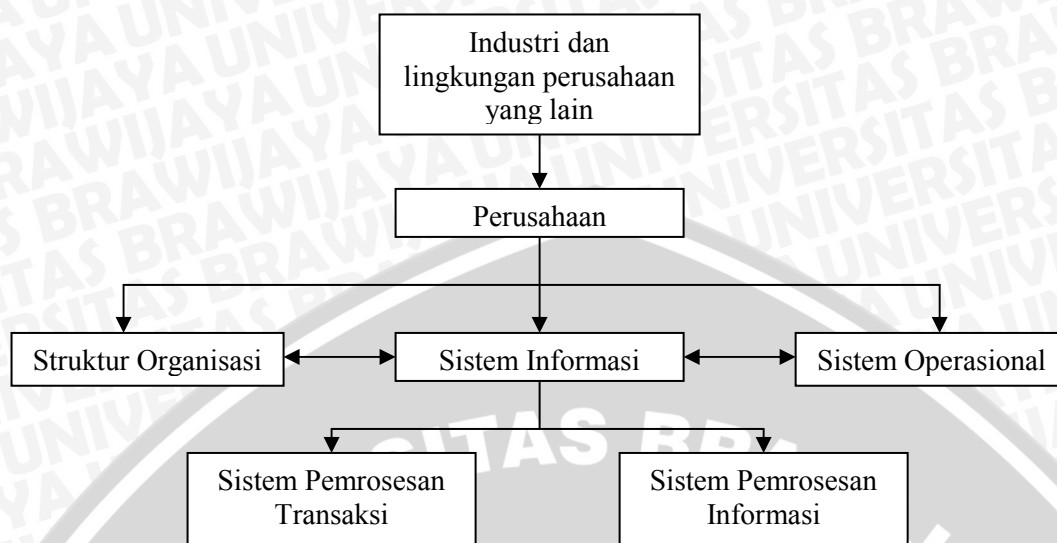 Industri dan
lingkungan perusahaan
yang lain
Perusahaan
Struktur Organisasi
Sistem Informasi
Sistem Operasional
Sistem Pemrosesan
Transaksi
Sistem Pemrosesan
Informasi